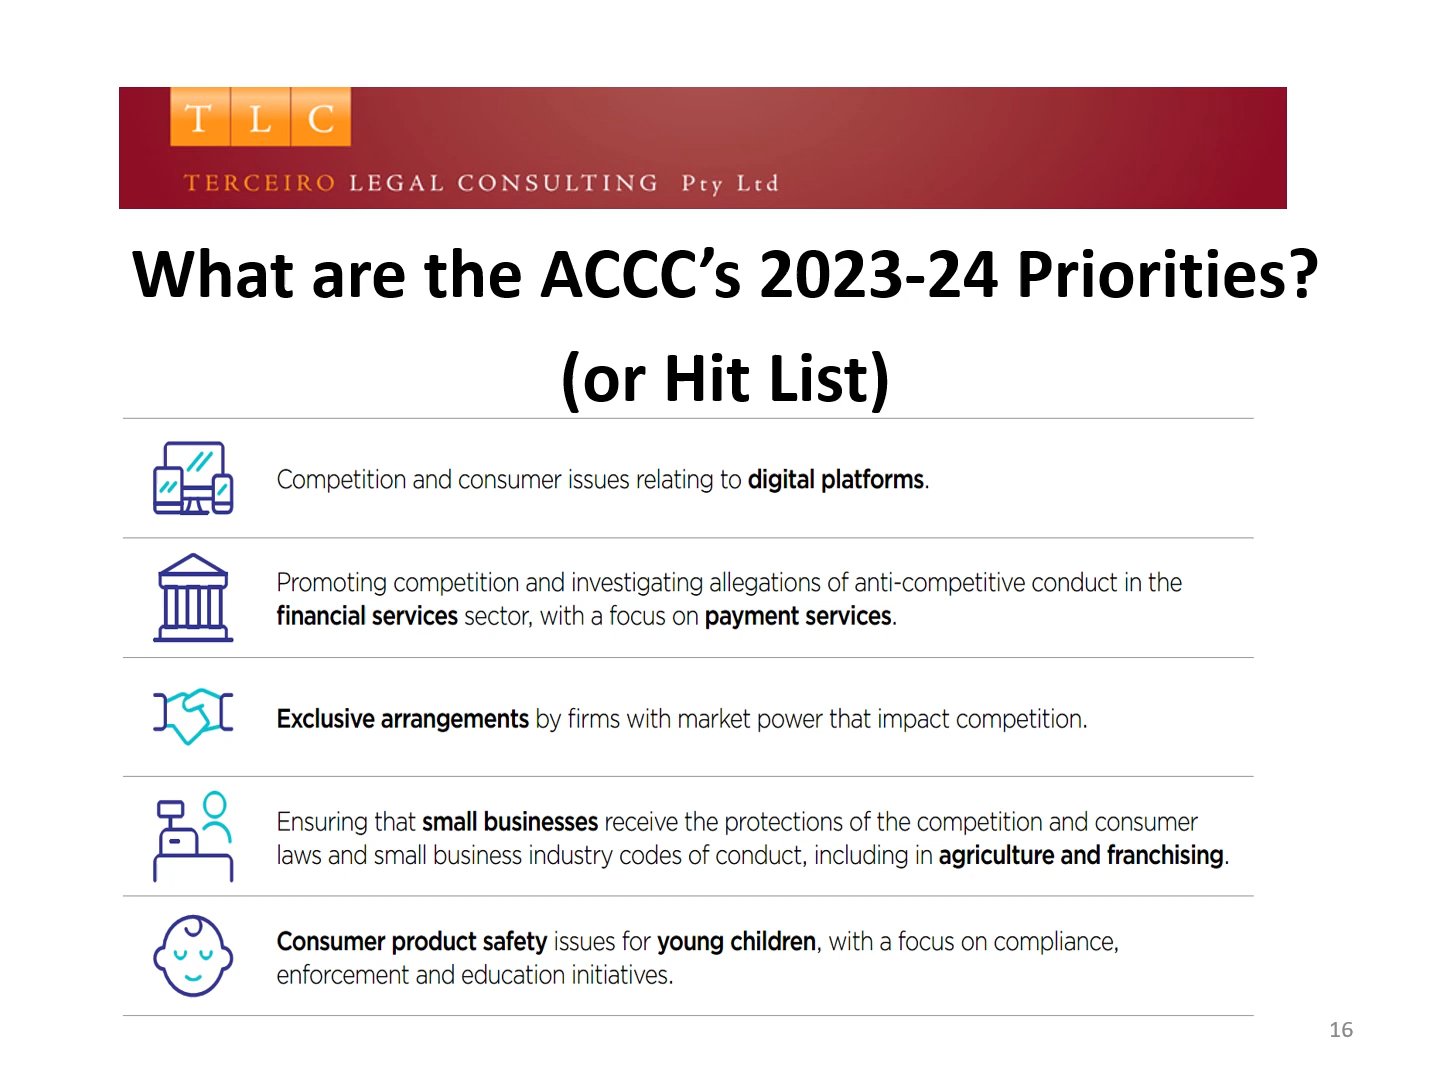 T L C
TERCEIRO LEGAL CONSULTING Pty Ltd
What are the ACCC’s 2023-24 Priorities?
(or Hit List)
Competition and consumer issues relating to digital platforms.
Promoting competition and investigating allegations of anti-competitive conduct in the
financial services sector, with a focus on payment services.
Exclusive arrangements by firms with market power that impact competition.
Ensuring that small businesses receive the protections of the competition and consumer
laws and small business industry codes of conduct, including in agriculture and franchising.
Consumer product safety issues for young children, with a focus on compliance,
enforcement and education initiatives.
16